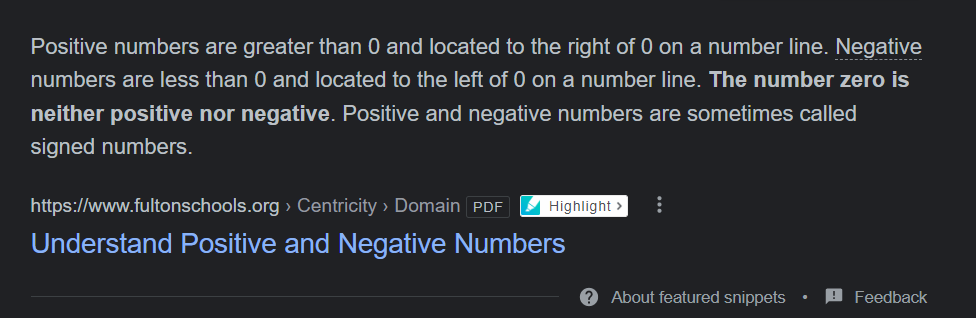 Positive numbers are greater than 0 and located to the right of 0 on a number line. Negative
numbers are less than 0 and located to the left of 0 on a number line. The number zero is
neither positive nor negative. Positive and negative numbers are sometimes called
signed numbers.
https://www.fultonschools.org › Centricity › Domain PDF Highlight ›
Understand Positive and Negative Numbers
About featured snippets • Feedback